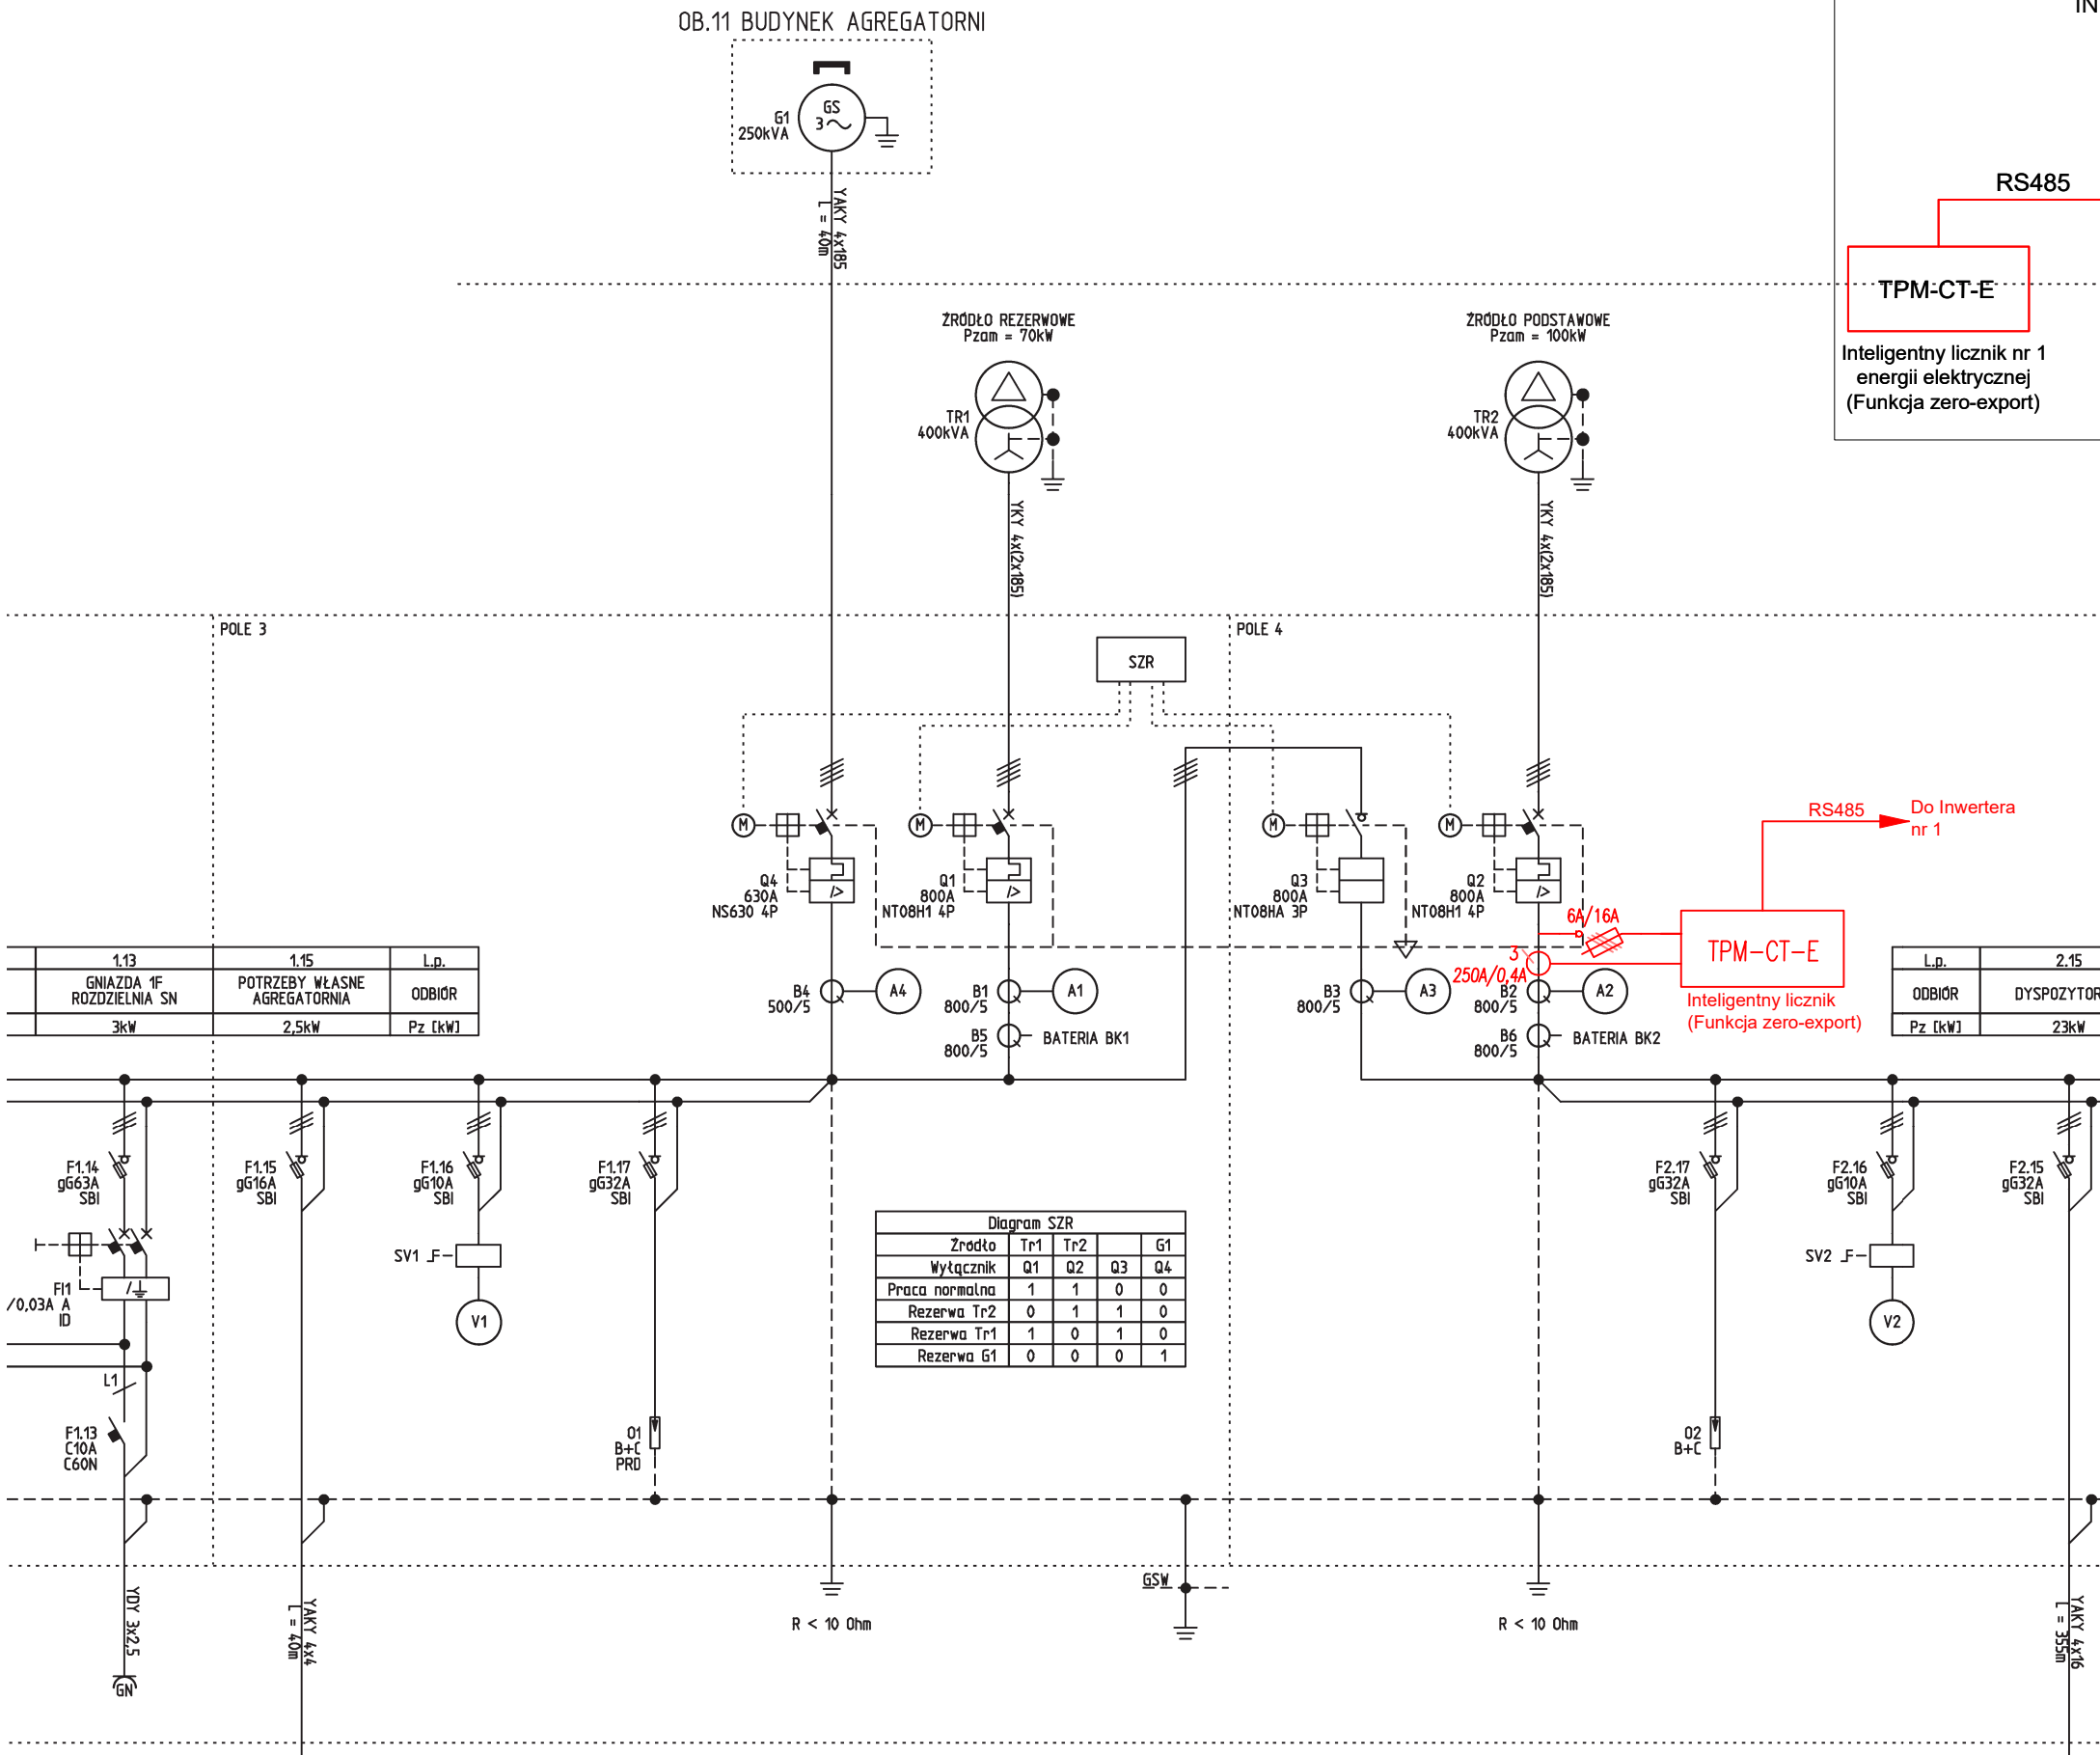 OB.11 BUDYNEK AGREGATORNI
IN
G1
250kVA
GS
3
YAKY 4x185
L = 40m
RS485
TPM-CT-E
Inteligentny licznik nr 1
energii elektrycznej
(Funkcja zero-export)
ŹRÓDŁO REZERWOWE
Pzam = 70kW
TR1
400kVA
YKY 4x(2x185)
ŹRÓDŁO PODSTAWOWE
Pzam = 100kW
TR2
400kVA
YKY 4x(2x185)
POLE 3
POLE 4
SZR
M
Q4
630A
NS630 4P
M
Q1
800A
NT08H1 4P
M
Q3
800A
NT08HA 3P
M
Q2
800A
NT08H1 4P
I>
I>
I>
RS485
Do Inwertera
nr 1
6A/16A
3
250A/0,4A
TPM-CT-E
Inteligentny licznik
(Funkcja zero-export)
1.13
1.15
L.p.
GNIAZDA 1F
ROZDZIELNIA SN
POTRZEBY WŁASNE
AGREGATORNIA
ODBIÓR
3kW
2,5kW
Pz [kW]
B4
500/5
A4
B1
800/5
A1
B5
800/5
BATERIA BK1
B3
800/5
A3
B2
800/5
A2
B6
800/5
BATERIA BK2
L.p.
2.15
ODBIÓR
DYSPOZYTOR
Pz [kW]
23kW
F1.14
gG63A
SBI
F1.15
gG16A
SBI
F1.16
gG10A
SBI
F1.17
gG32A
SBI
F2.17
gG32A
SBI
F2.16
gG10A
SBI
F2.15
gG32A
SBI
FI1
/0,03A A
ID
SV1
V1
SV2
V2
Diagram SZR
Źródło Tr1 Tr2 G1
Wyłącznik Q1 Q2 Q3 Q4
Praca normalna 1 1 0 0
Rezerwa Tr2 0 1 1 0
Rezerwa Tr1 1 0 1 0
Rezerwa G1 0 0 0 1
L1
F1.13
C10A
C60N
O1
B+C
PRD
O2
B+C
YDY 3x2,5
GN
YAKY 4x4
L = 40m
R < 10 Ohm
GSW
R < 10 Ohm
YAKY 4x16
L = 355m